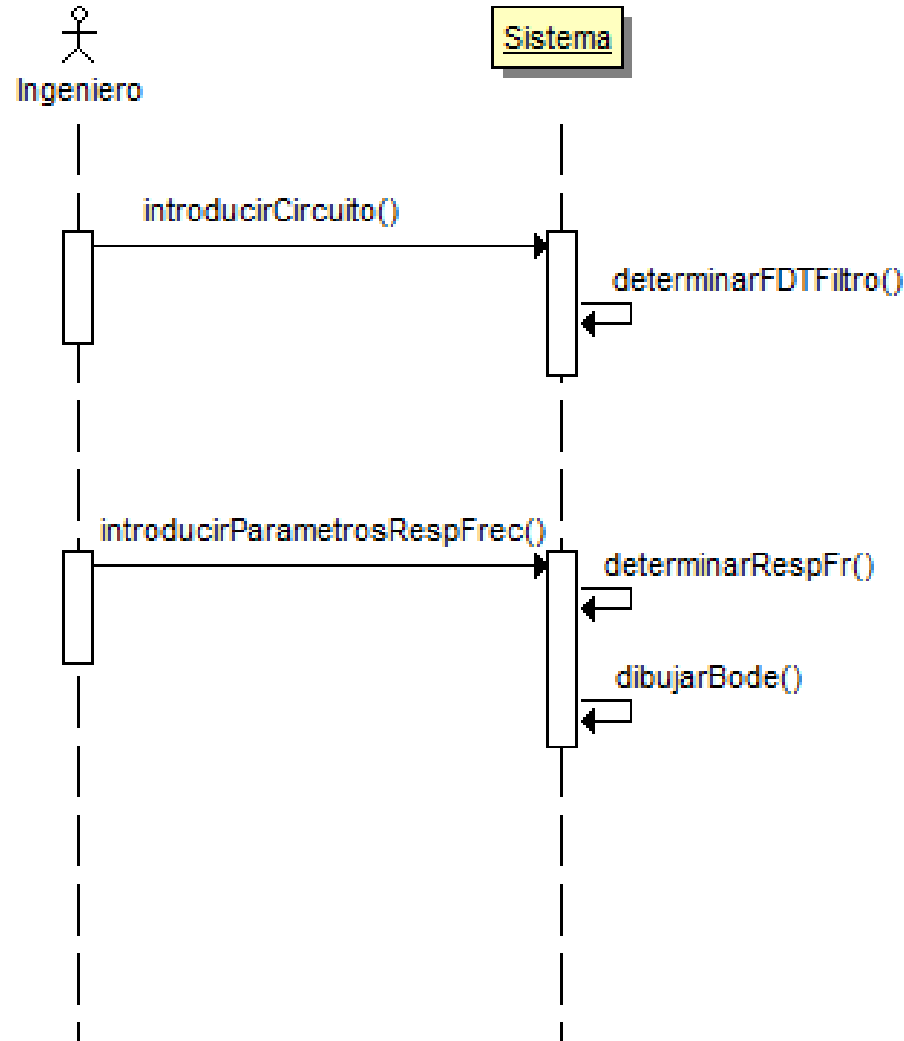 Ingeniero
Sistema
introducirCircuito()
determinarFDTFiltro()
introducirParametrosRespFrec()
determinarRespFr()
dibujarBode()